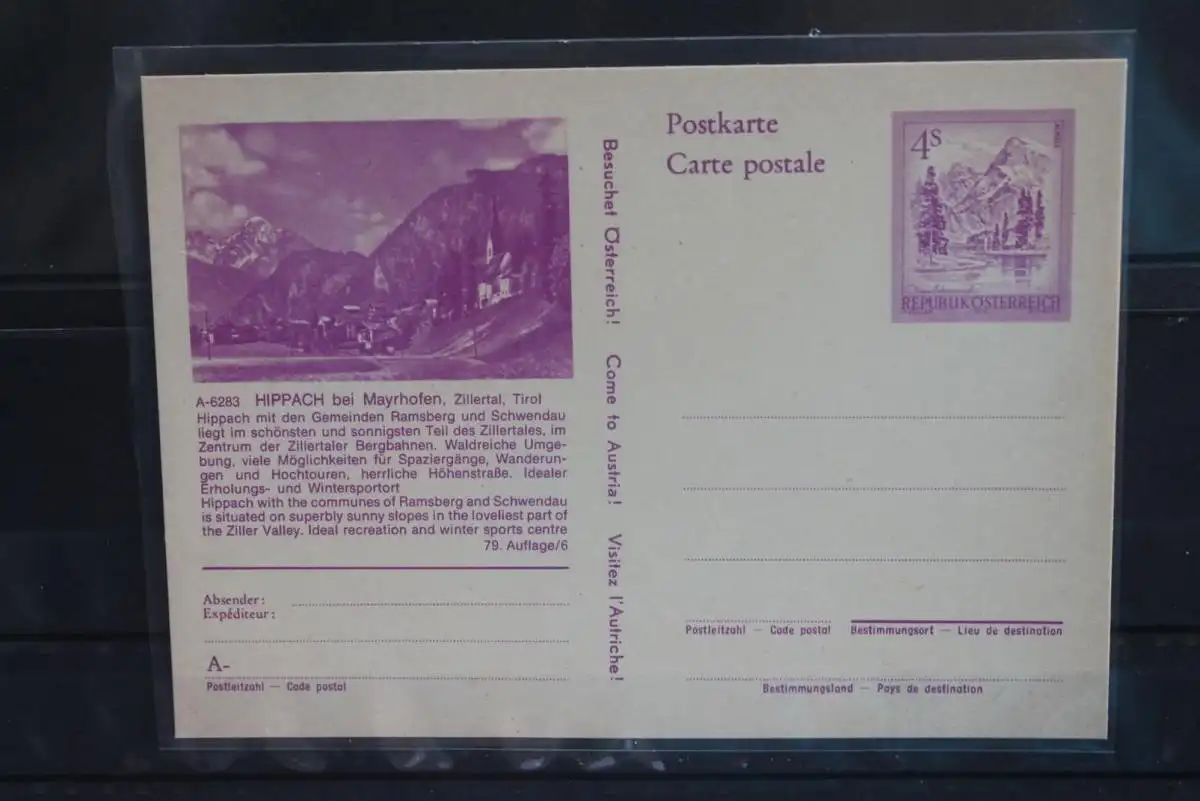 A-6283 HIPPACH bei Mayrhofen, Zillertal, Tirol
Hippach mit den Gemeinden Ramsberg und Schwendau
liegt im schönsten und sonnigsten Teil des Zillertales, im
Zentrum der Zillertaler Bergbahnen. Waldreiche Umge-
bung, viele Möglichkeiten für Spaziergänge, Wanderun-
gen und Hochtouren, herrliche Höhenstraße. Idealer
Erholungs- und Wintersportort
Hippach with the communes of Ramsberg and Schwendau
is situated on superbly sunny slopes in the loveliest part of
the Ziller Valley. Ideal recreation and winter sports centre
79. Auflage/6
Absender:
Expéditeur:
A-
Postleitzahl — Code postal
Besuchet Österreich! Come to Austria! Visitez l'Autriche!
Postkarte
Carte postale
4S
REPUBLIK ÖSTERREICH
Postleitzahl — Code postal Bestimmungsort — Lieu de destination
Bestimmungsland — Pays de destination